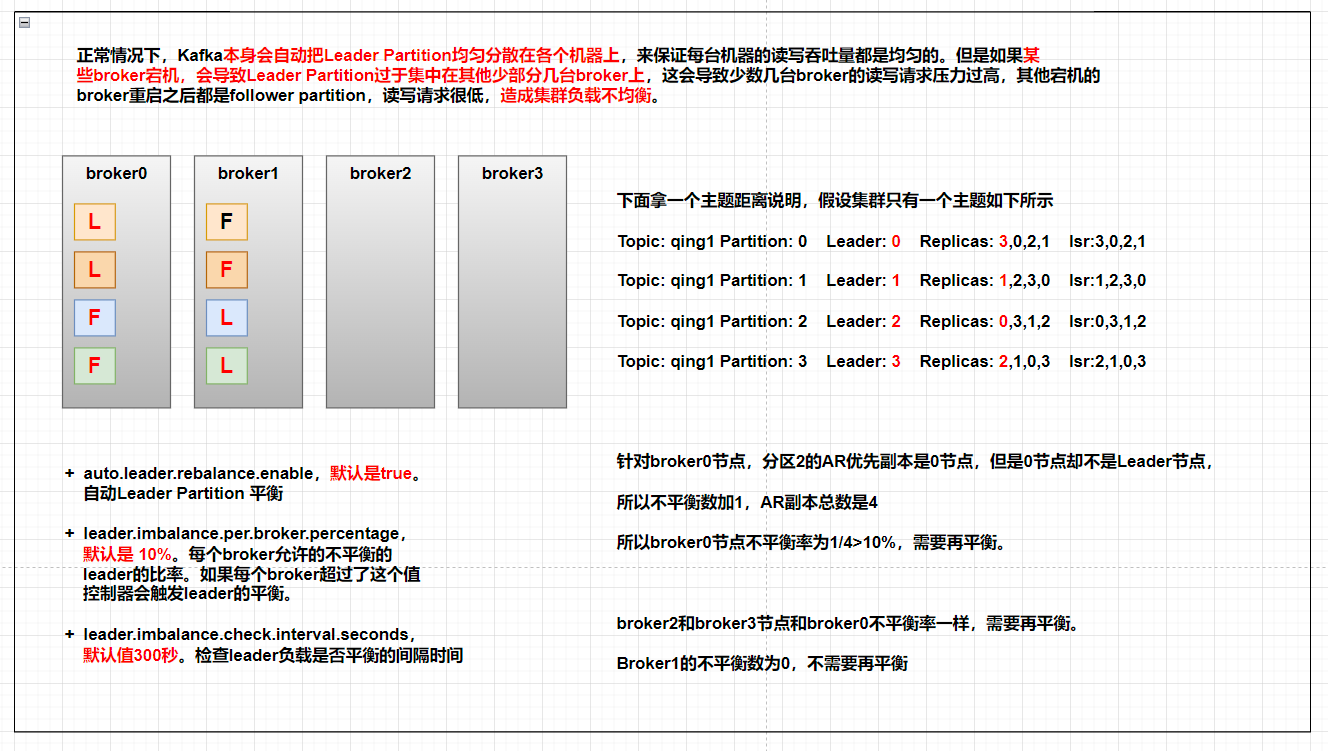 正常情况下，Kafka本身会自动把Leader Partition均匀分散在各个机器上，来保证每台机器的读写吞吐量都是均匀的。但是如果某
些broker宕机，会导致Leader Partition过于集中在其他少部分几台broker上，这会导致少数几台broker的读写请求压力过高，其他宕机的
broker重启之后都是follower partition，读写请求很低，造成集群负载不均衡。
broker0
broker1
broker2
broker3
L
F
L
F
F
L
F
L
下面拿一个主题距离说明，假设集群只有一个主题如下所示
Topic: qing1 Partition: 0 Leader: 0 Replicas: 3,0,2,1 Isr:3,0,2,1
Topic: qing1 Partition: 1 Leader: 1 Replicas: 1,2,3,0 Isr:1,2,3,0
Topic: qing1 Partition: 2 Leader: 2 Replicas: 0,3,1,2 Isr:0,3,1,2
Topic: qing1 Partition: 3 Leader: 3 Replicas: 2,1,0,3 Isr:2,1,0,3
+ auto.leader.rebalance.enable，默认是true。
自动Leader Partition 平衡
+ leader.imbalance.per.broker.percentage，
默认是 10%。每个broker允许的不平衡的
leader的比率。如果每个broker超过了这个值
控制器会触发leader的平衡。
+ leader.imbalance.check.interval.seconds，
默认值300秒。检查leader负载是否平衡的间隔时间
针对broker0节点，分区2的AR优先副本是0节点，但是0节点却不是Leader节点，
所以不平衡数加1，AR副本总数是4
所以broker0节点不平衡率为1/4>10%，需要再平衡。
broker2和broker3节点和broker0不平衡率一样，需要再平衡。
Broker1的不平衡数为0，不需要再平衡